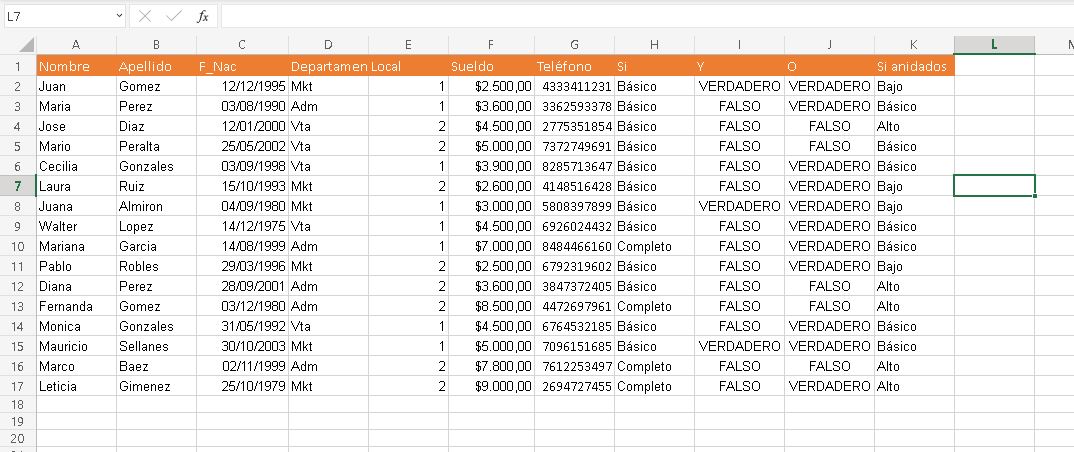 L7 fx
A B C D E F G H I J K L
1 Nombre Apellido F_Nac Departamen Local Sueldo Teléfono Si Y O Si anidados
2 Juan Gomez 12/12/1995 Mkt 1 $2.500,00 4333411231 Básico VERDADERO VERDADERO Bajo
3 Maria Perez 03/08/1990 Adm 1 $3.600,00 3362593378 Básico FALSO VERDADERO Básico
4 Jose Diaz 12/01/2000 Vta 2 $4.500,00 2775351854 Básico FALSO FALSO Alto
5 Mario Peralta 25/05/2002 Vta 2 $5.000,00 7372749691 Básico FALSO FALSO Básico
6 Cecilia Gonzales 03/09/1998 Vta 1 $3.900,00 8285713647 Básico FALSO VERDADERO Básico
7 Laura Ruiz 15/10/1993 Mkt 2 $2.600,00 4148516428 Básico FALSO VERDADERO Bajo
8 Juana Almiron 04/09/1980 Mkt 1 $3.000,00 5808397899 Básico VERDADERO VERDADERO Bajo
9 Walter Lopez 14/12/1975 Vta 1 $4.500,00 6926024432 Básico FALSO VERDADERO Básico
10 Mariana Garcia 14/08/1999 Adm 1 $7.000,00 8484466160 Completo FALSO VERDADERO Básico
11 Pablo Robles 29/03/1996 Mkt 2 $2.500,00 6792319602 Básico FALSO VERDADERO Bajo
12 Diana Perez 28/09/2001 Adm 2 $3.600,00 3847372405 Básico FALSO FALSO Alto
13 Fernanda Gomez 03/12/1980 Adm 2 $8.500,00 4472697961 Completo FALSO FALSO Alto
14 Monica Gonzales 31/05/1992 Vta 1 $4.500,00 6764532185 Básico FALSO VERDADERO Básico
15 Mauricio Sellanes 30/10/2003 Mkt 1 $5.000,00 7096151685 Básico VERDADERO VERDADERO Básico
16 Marco Baez 02/11/1999 Adm 2 $7.800,00 7612253497 Completo FALSO FALSO Alto
17 Leticia Gimenez 25/10/1979 Mkt 2 $9.000,00 2694727455 Completo FALSO VERDADERO Alto
18
19
20